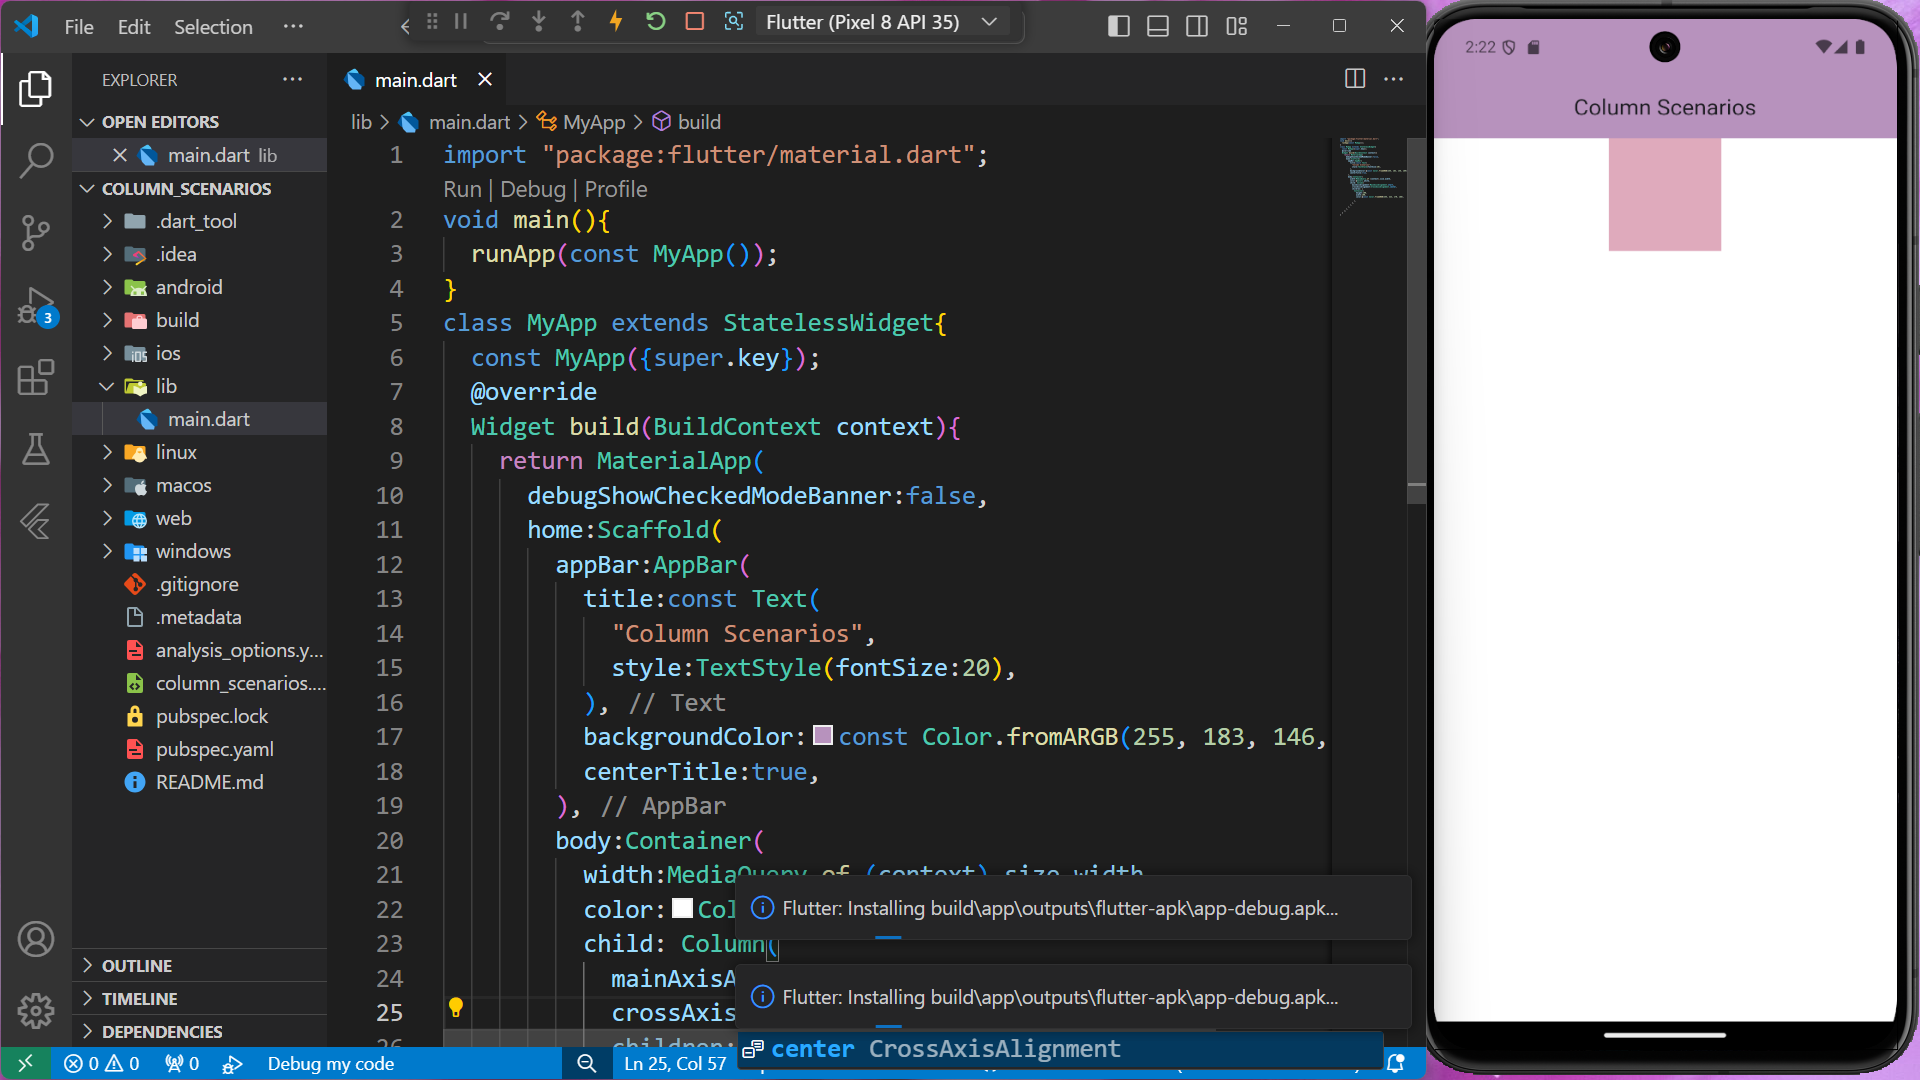 File Edit Selection ···
Flutter (Pixel 8 API 35)
EXPLORER
OPEN EDITORS
main.dart lib
COLUMN_SCENARIOS
.dart_tool
.idea
android
build
ios
lib
main.dart
linux
macos
web
windows
.gitignore
.metadata
analysis_options.y...
column_scenarios....
pubspec.lock
pubspec.yaml
README.md
OUTLINE
TIMELINE
DEPENDENCIES
3
main.dart
lib > main.dart > MyApp > build
1 import "package:flutter/material.dart";
Run | Debug | Profile
2 void main(){
3 runApp(const MyApp());
4 }
5 class MyApp extends StatelessWidget{
6 const MyApp({super.key});
7 @override
8 Widget build(BuildContext context){
9 return MaterialApp(
10 debugShowCheckedModeBanner:false,
11 home:Scaffold(
12 appBar:AppBar(
13 title:const Text(
14 "Column Scenarios",
15 style:TextStyle(fontSize:20),
16 ), // Text
17 backgroundColor: const Color.fromARGB(255, 183, 146,
18 centerTitle:true,
19 ), // AppBar
20 body:Container(
21 width:MediaQuery.of (context).size.width
22 color: Col
23 child: Column(
24 mainAxisA
25 crossAxis
26 children:
Flutter: Installing build\app\outputs\flutter-apk\app-debug.apk...
Flutter: Installing build\app\outputs\flutter-apk\app-debug.apk...
center CrossAxisAlignment
0 0 0 Debug my code Ln 25, Col 57
2:22
Column Scenarios